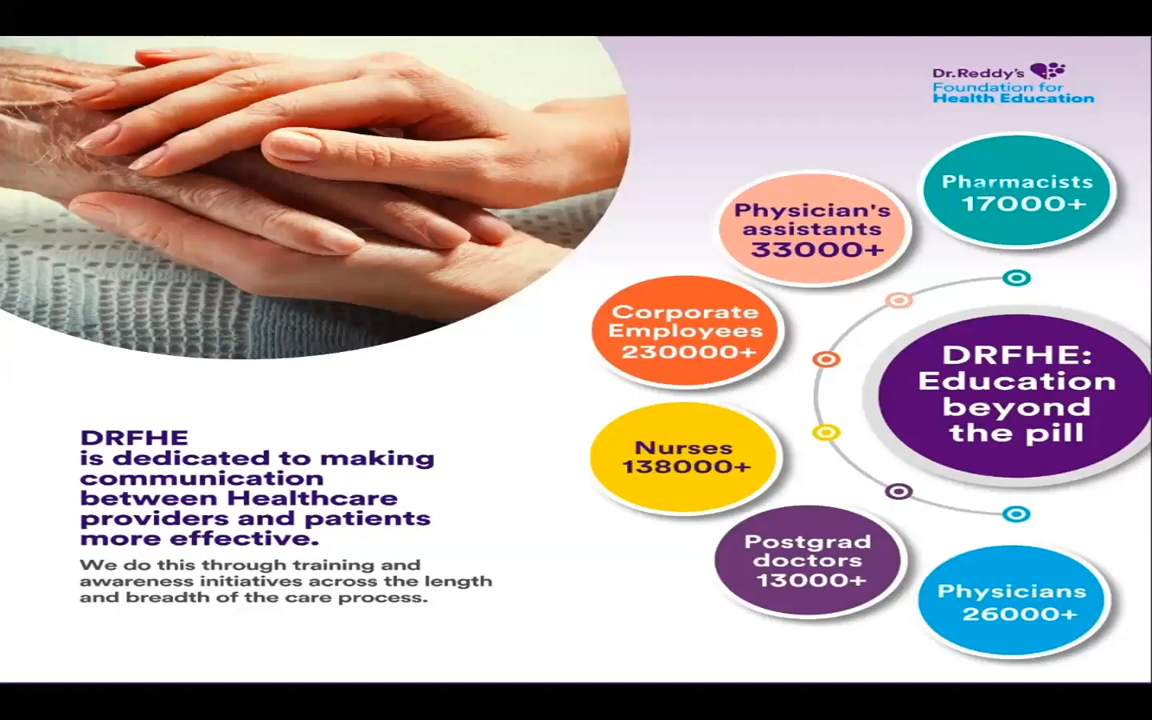 Dr.Reddy's
Foundation for
Health Education
Pharmacists
17000+
Physician's
assistants
33000+
Corporate
Employees
230000+
Nurses
138000+
Postgrad
doctors
13000+
Physicians
26000+
DRFHE:
Education
beyond
the pill
DRFHE
is dedicated to making
communication
between Healthcare
providers and patients
more effective.
We do this through training and
awareness initiatives across the length
and breadth of the care process.